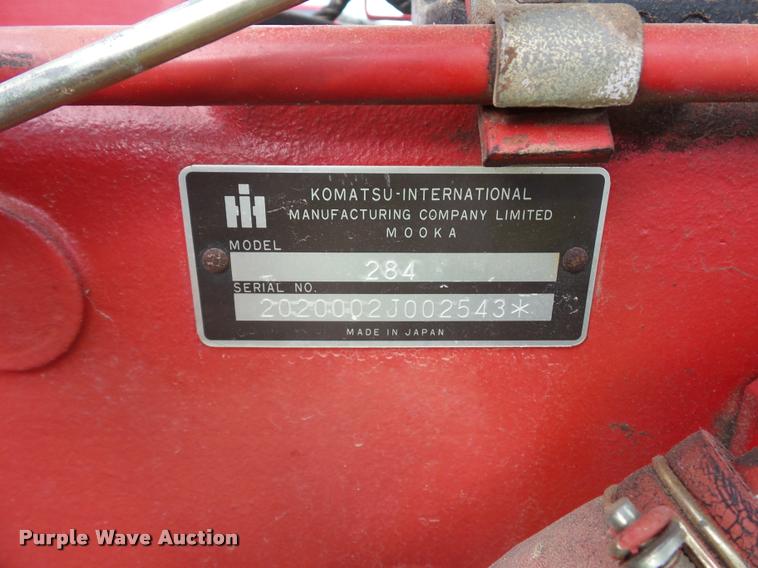 KOMATSU-INTERNATIONAL
MANUFACTURING COMPANY LIMITED
MOOKA
MODEL
284
SERIAL NO.
2020002J002543*
MADE IN JAPAN
Purple Wave Auction